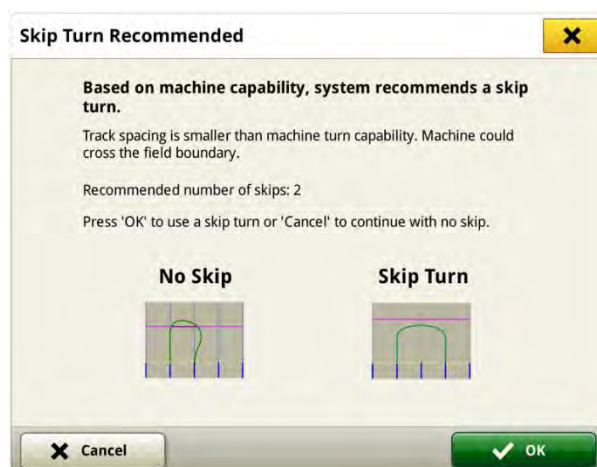 Skip Turn Recommended
Based on machine capability, system recommends a skip
turn.
Track spacing is smaller than machine turn capability. Machine could
cross the field boundary.
Recommended number of skips: 2
Press 'OK' to use a skip turn or 'Cancel' to continue with no skip.
No Skip
Skip Turn
Cancel
OK